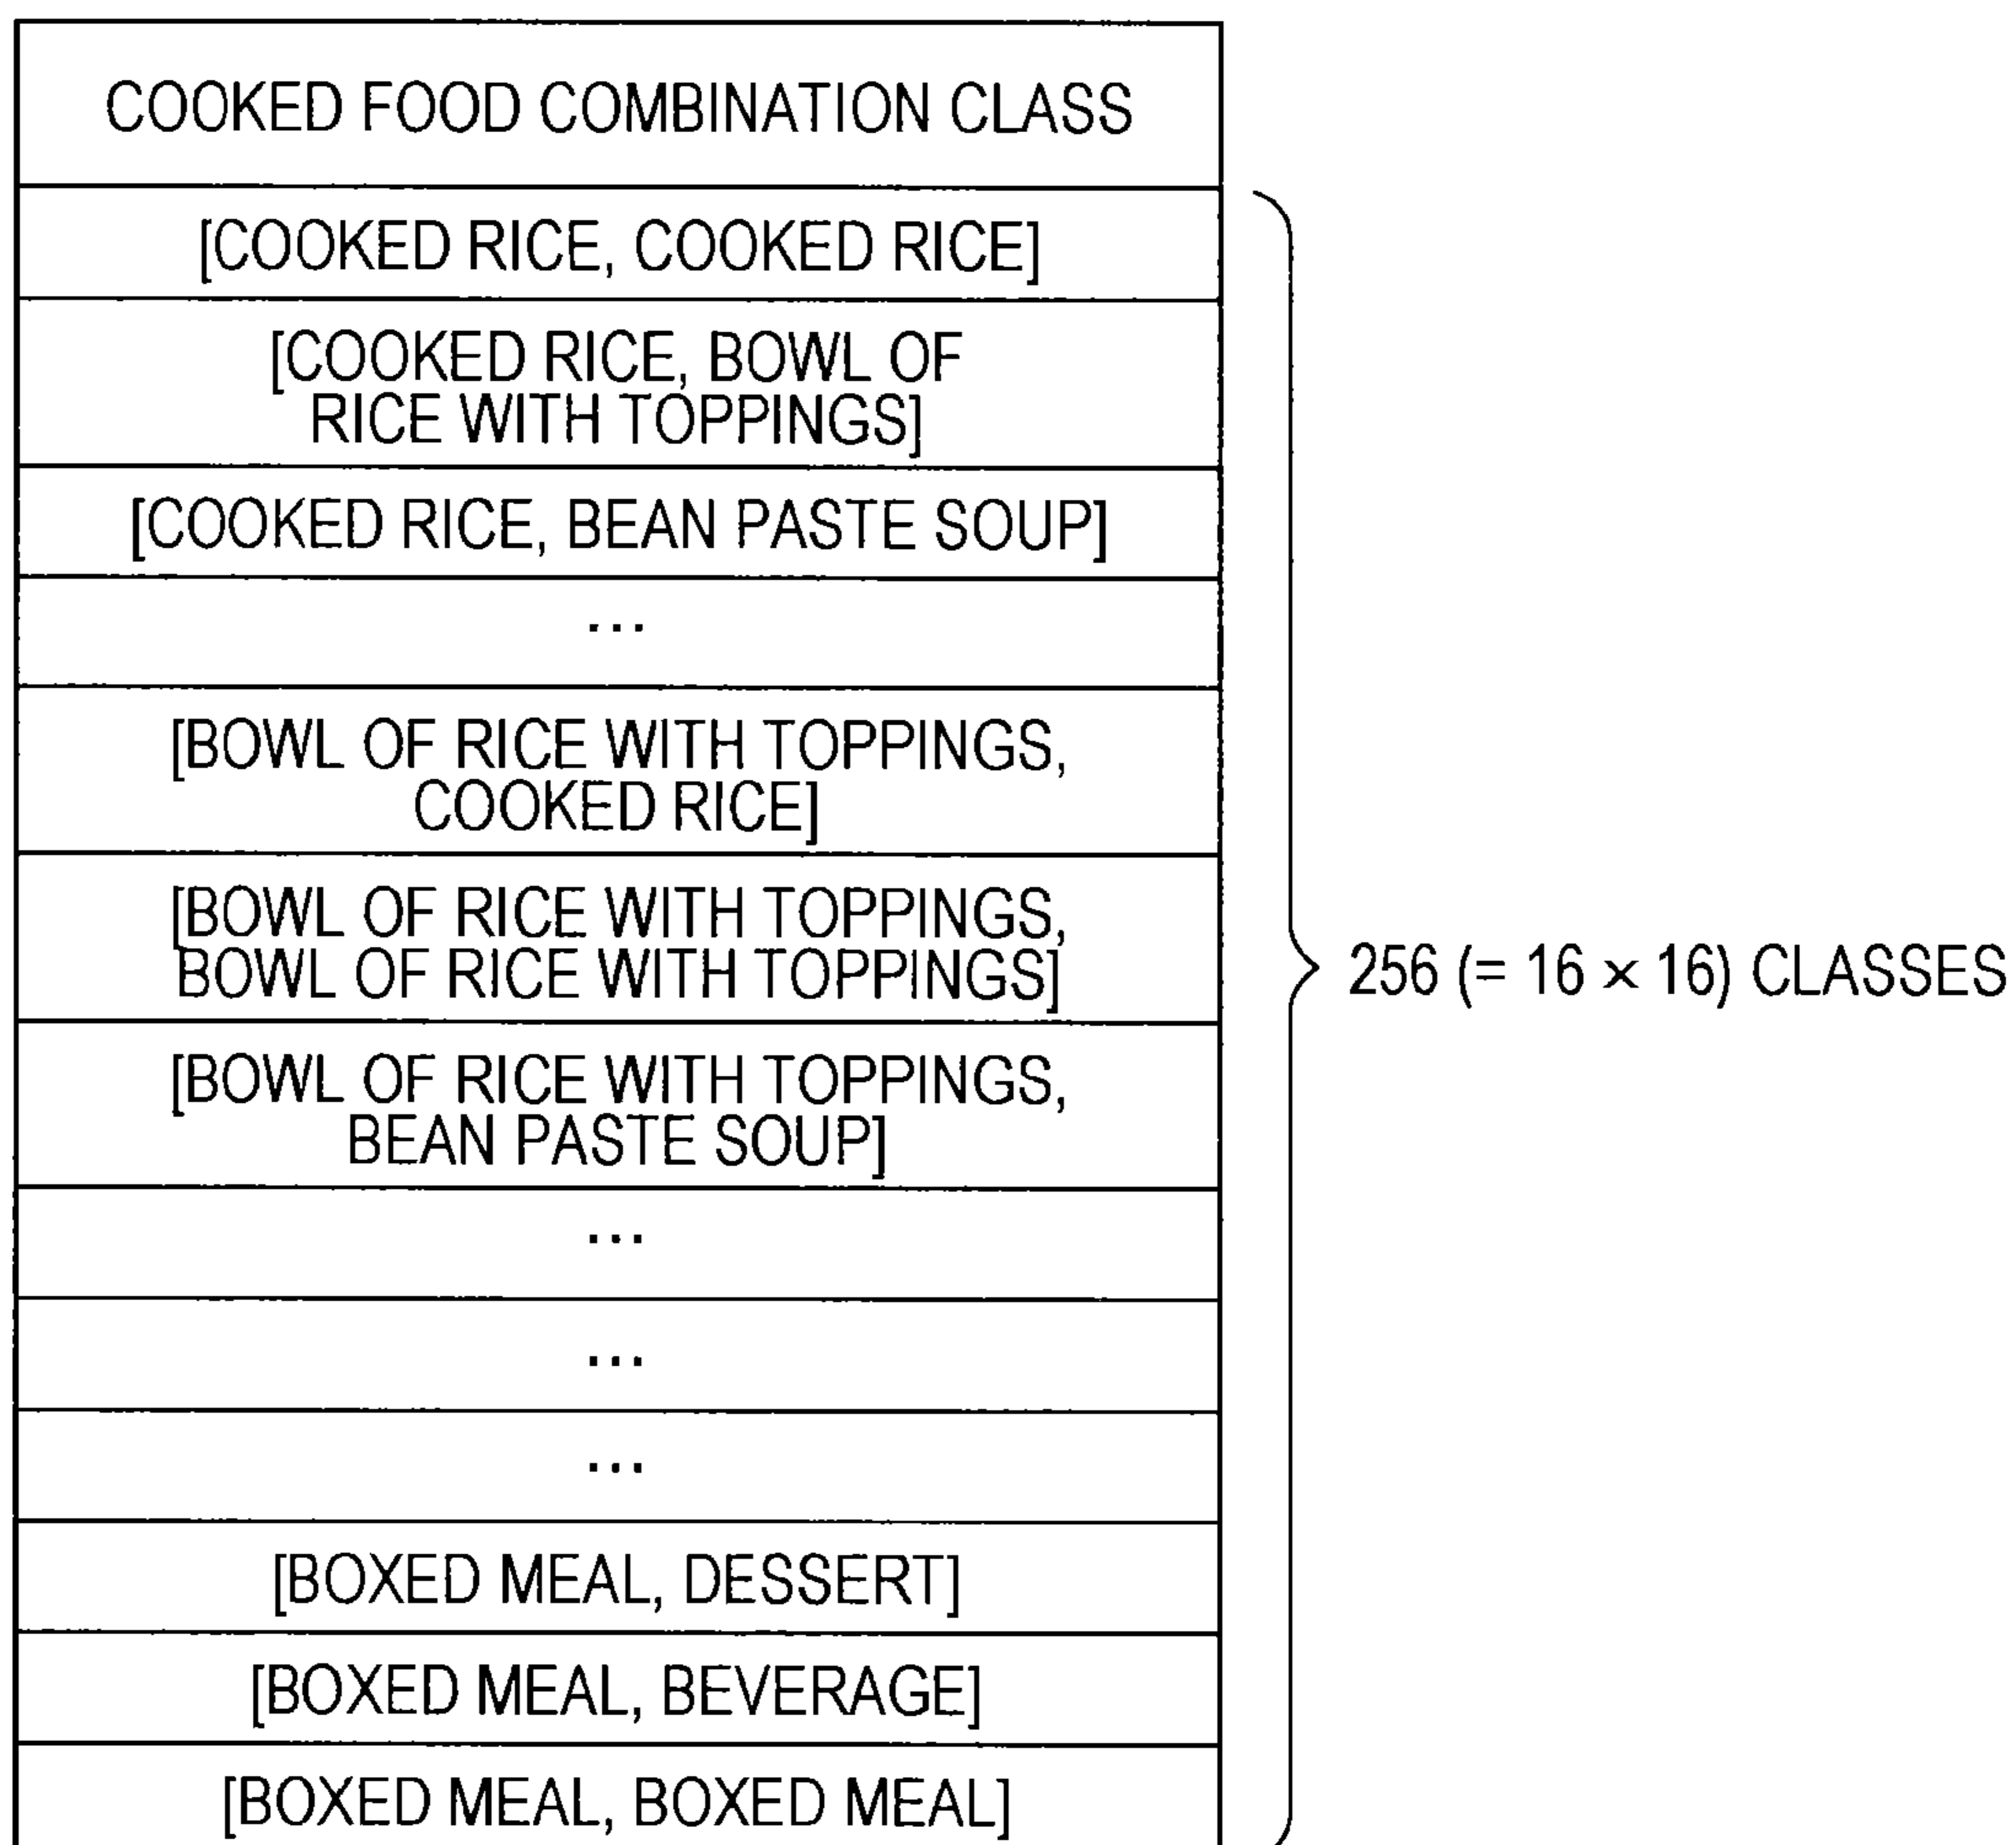 COOKED FOOD COMBINATION CLASS
[COOKED RICE, COOKED RICE]
[COOKED RICE, BOWL OF
RICE WITH TOPPINGS]
[COOKED RICE, BEAN PASTE SOUP]
...
[BOWL OF RICE WITH TOPPINGS,
COOKED RICE]
[BOWL OF RICE WITH TOPPINGS,
BOWL OF RICE WITH TOPPINGS]
256 (= 16 × 16) CLASSES
[BOWL OF RICE WITH TOPPINGS,
BEAN PASTE SOUP]
...
...
...
[BOXED MEAL, DESSERT]
[BOXED MEAL, BEVERAGE]
[BOXED MEAL, BOXED MEAL]